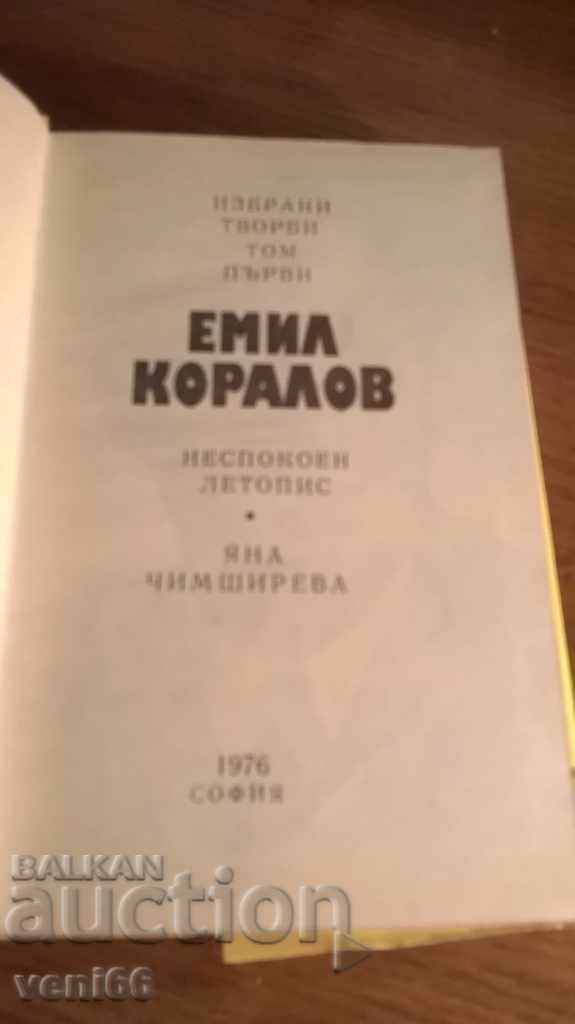 ИЗБРАНИ
ТВОРБИ
ТОМ
ПЪРВИ
ЕМИЛ
КОРАЛОВ
НЕСПОКОЕН
ЛЕТОПИС
•
ЯНА
ЧИМШИРЕВА
1976
СОФИЯ
BALKAN
auction
veni66